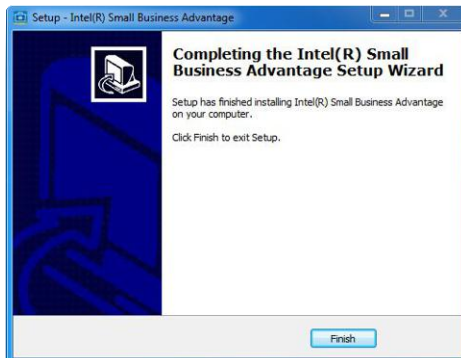 Setup - Intel(R) Small Business Advantage
Completing the Intel(R) Small
Business Advantage Setup Wizard
Setup has finished installing Intel(R) Small Business Advantage
on your computer.
Click Finish to exit Setup.
Finish